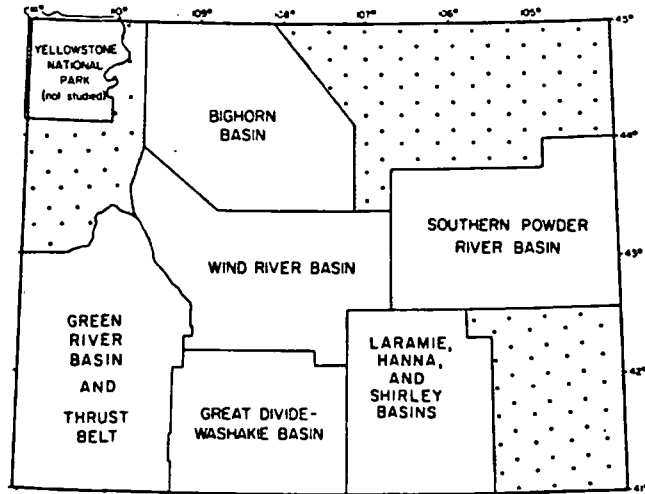 111° 110° 109° 108° 107° 106° 105° 45°
YELLOWSTONE
NATIONAL
PARK
(not studied)
BIGHORN
BASIN
44°
SOUTHERN POWDER
RIVER BASIN
43°
WIND RIVER BASIN
GREEN
RIVER
BASIN
AND
THRUST
BELT
LARAMIE,
HANNA,
AND
SHIRLEY
BASINS
42°
GREAT DIVIDE-
WASHAKIE BASIN
41°